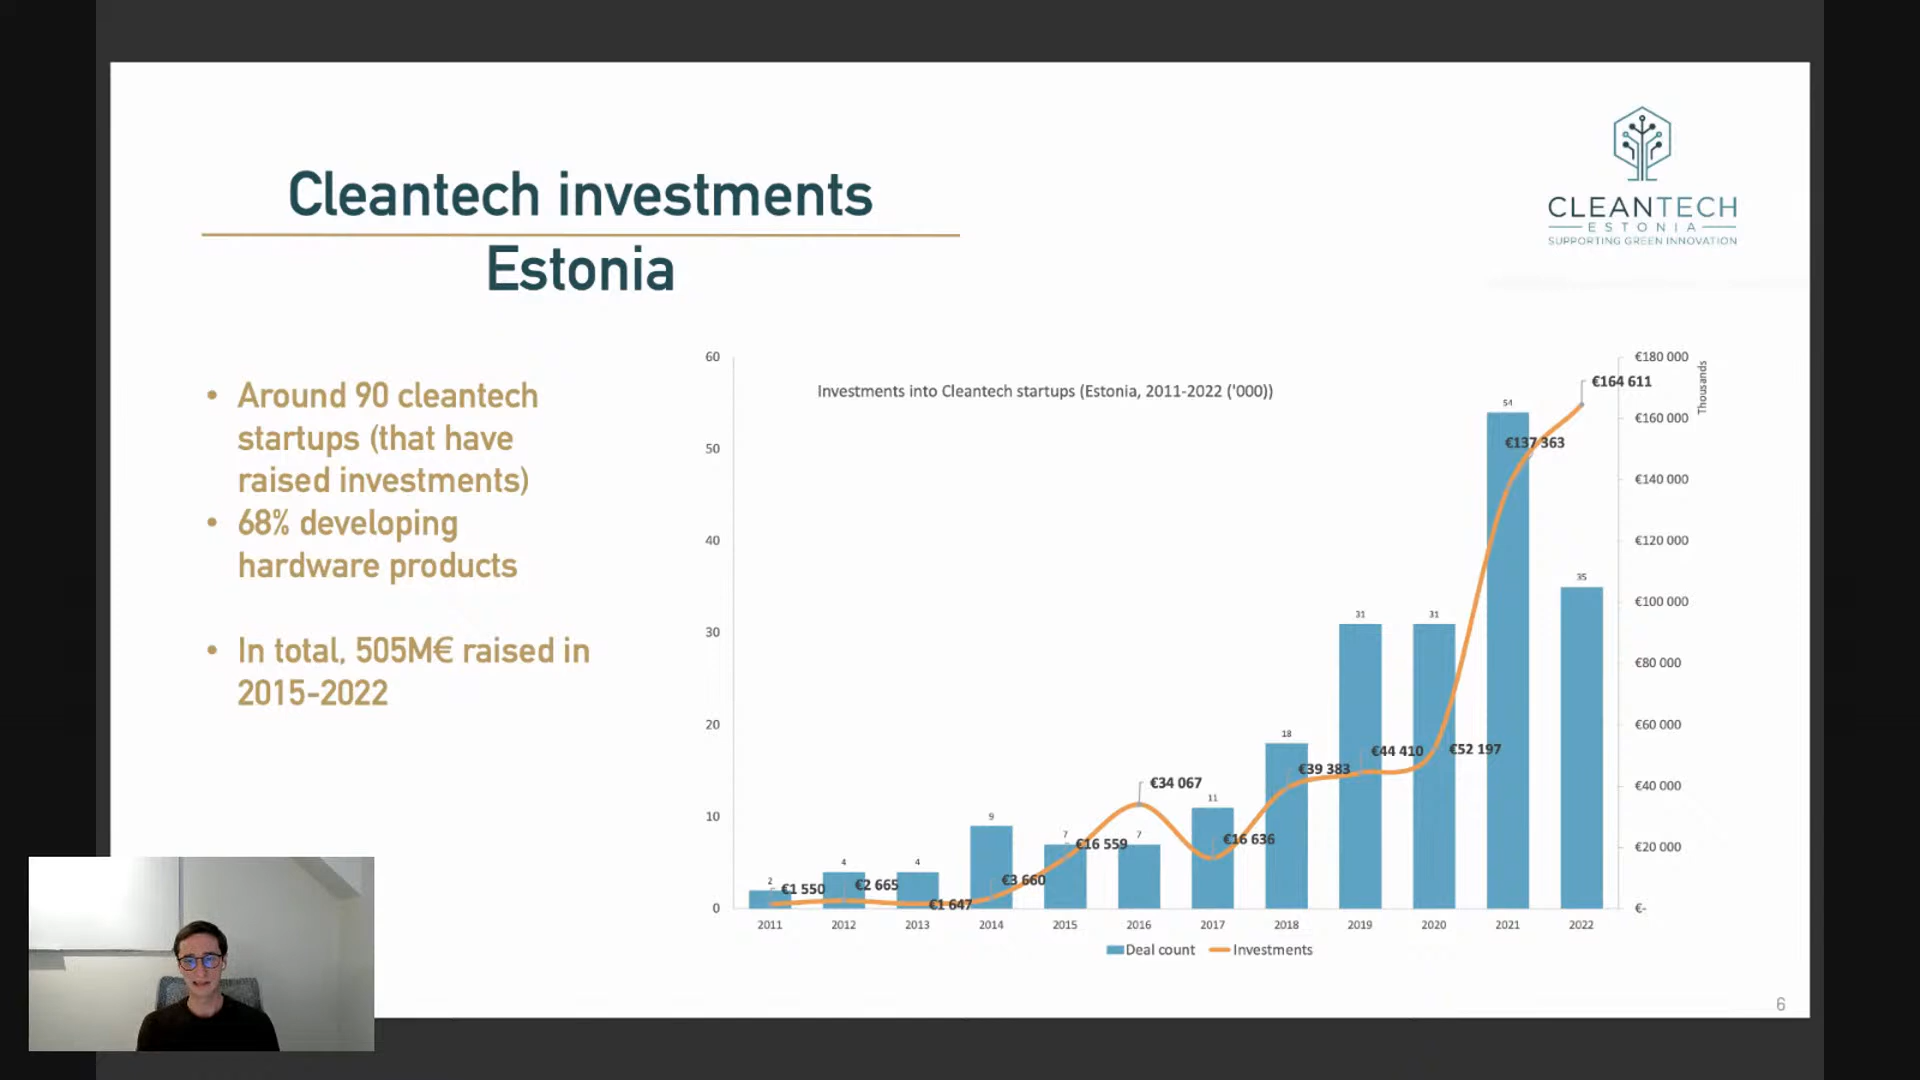 Cleantech investments
Estonia
CLEANTECH
ESTONIA
SUPPORTING GREEN INNOVATION
• Around 90 cleantech
startups (that have
raised investments)
• 68% developing
hardware products
• In total, 505M€ raised in
2015-2022
Investments into Cleantech startups (Estonia, 2011-2022 ('000))
60
50
40
30
20
10
0
€180 000
€160 000
€140 000
€120 000
€100 000
€80 000
€60 000
€40 000
€20 000
€-
Thousands
2
4
4
9
7
7
11
18
31
31
54
35
€1 550
€2 665
€1 647
€3 660
€16 559
€34 067
€16 636
€39 383
€44 410
€52 197
€137 363
€164 611
2011 2012 2013 2014 2015 2016 2017 2018 2019 2020 2021 2022
Deal count Investments
6